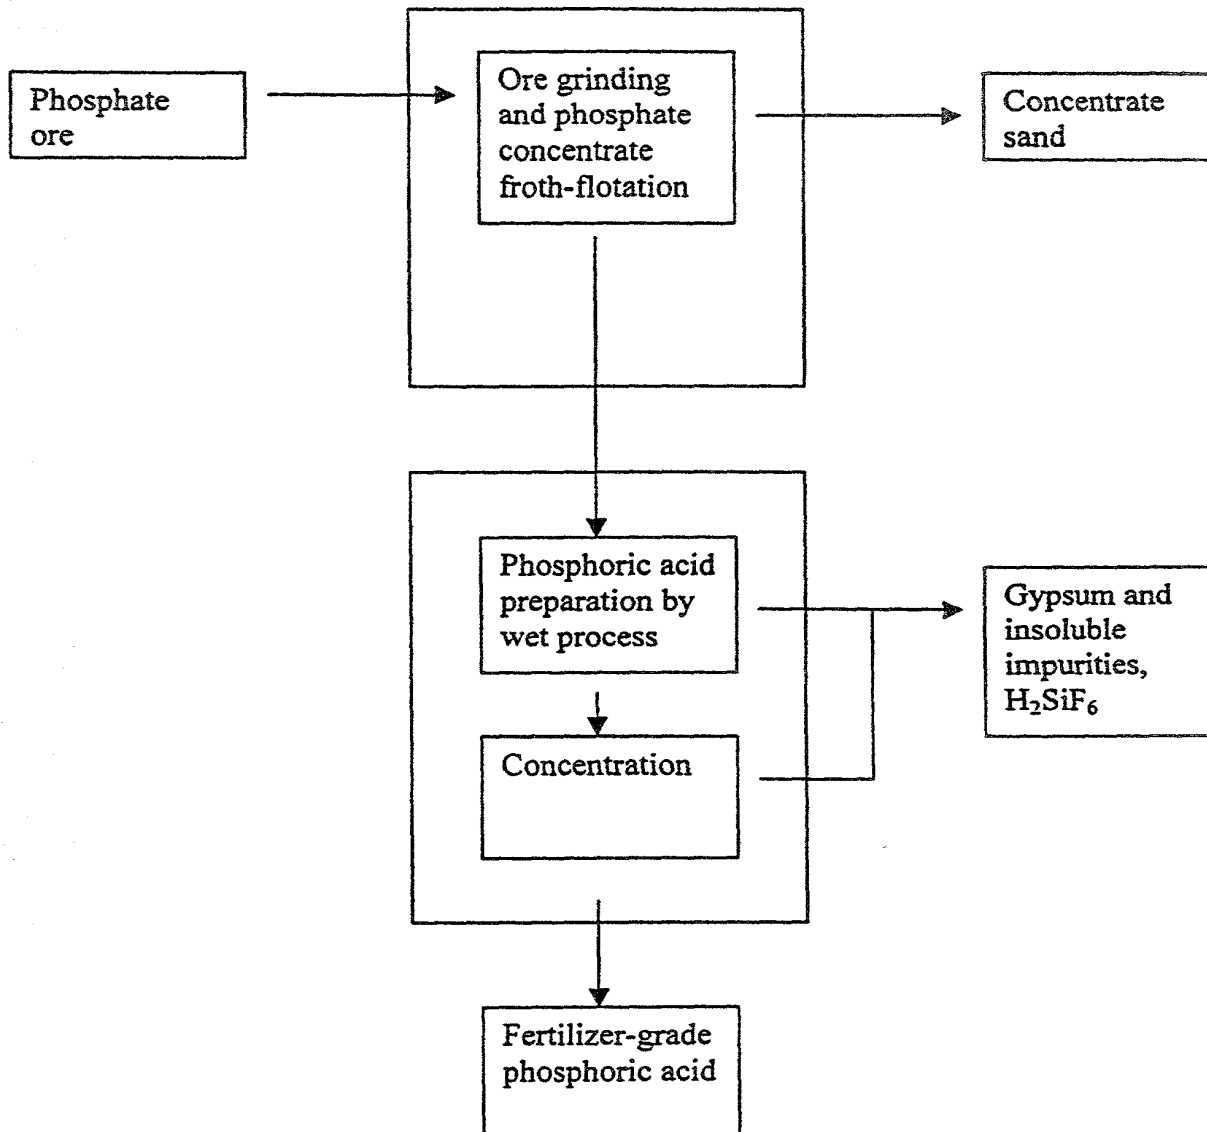 Phosphate
ore
Ore grinding
and phosphate
concentrate
froth-flotation
Concentrate
sand
Phosphoric acid
preparation by
wet process
Gypsum and
insoluble
impurities,
H₂SiF₆
Concentration
Fertilizer-grade
phosphoric acid